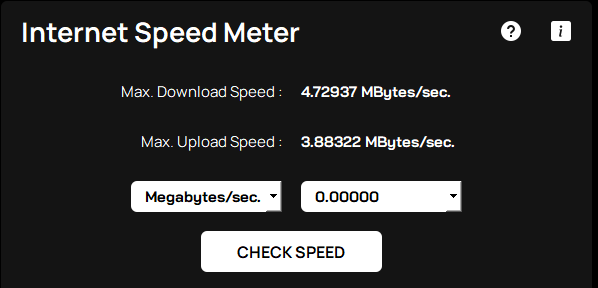 Internet Speed Meter ? i
Max. Download Speed : 4.72937 MBytes/sec.
Max. Upload Speed : 3.88322 MBytes/sec.
Megabytes/sec. 0.00000
CHECK SPEED